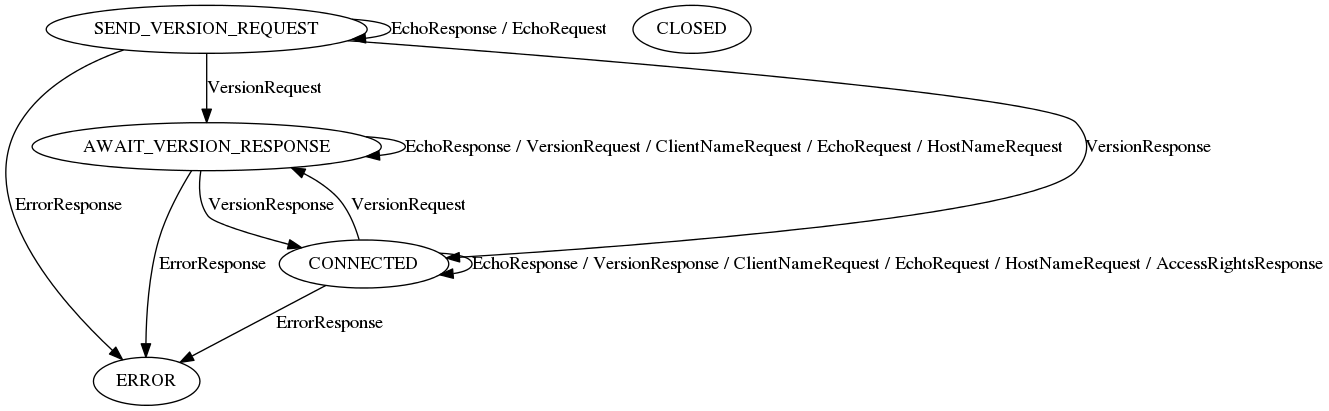 SEND_VERSION_REQUEST
EchoResponse / EchoRequest
CLOSED
VersionRequest
AWAIT_VERSION_RESPONSE
EchoResponse / VersionRequest / ClientNameRequest / EchoRequest / HostNameRequest
VersionResponse
ErrorResponse
VersionResponse
VersionRequest
ErrorResponse
CONNECTED
EchoResponse / VersionResponse / ClientNameRequest / EchoRequest / HostNameRequest / AccessRightsResponse
ErrorResponse
ERROR